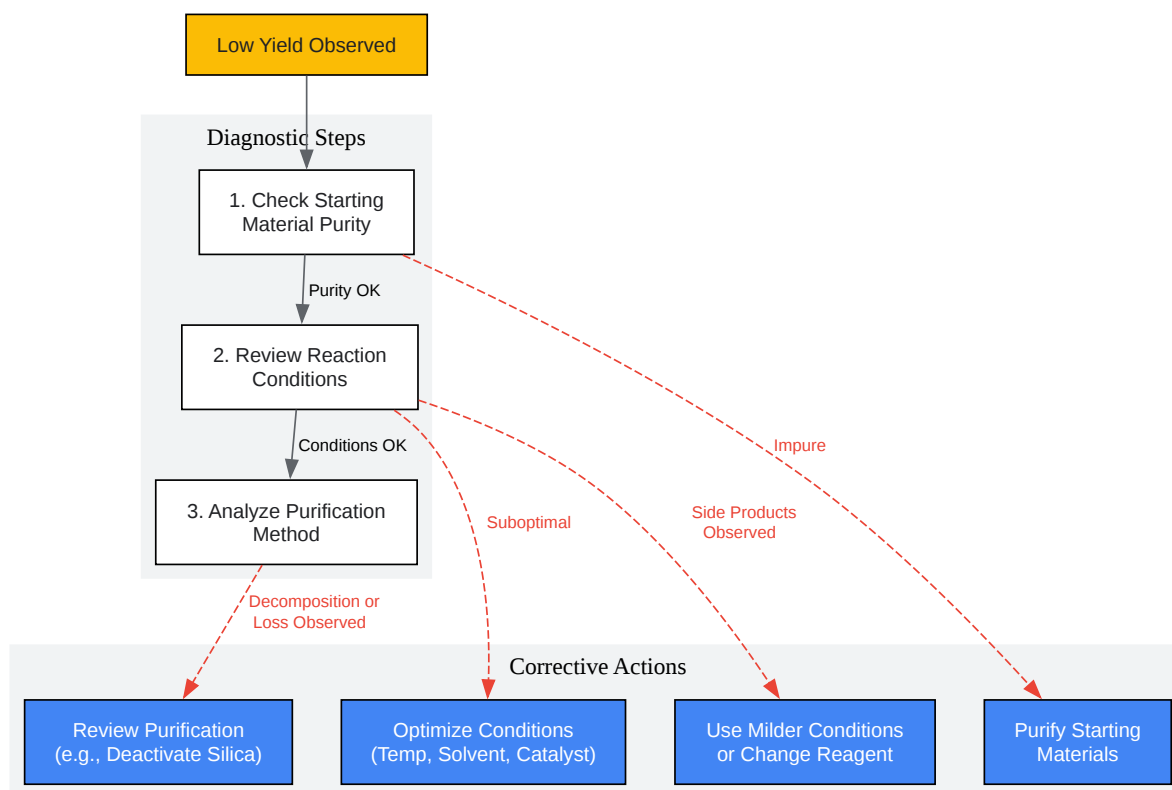 Low Yield Observed
Diagnostic Steps
1. Check Starting
Material Purity
Purity OK
2. Review Reaction
Conditions
Conditions OK
Impure
3. Analyze Purification
Method
Suboptimal
Side Products
Observed
Decomposition or
Loss Observed
Corrective Actions
Review Purification
(e.g., Deactivate Silica)
Optimize Conditions
(Temp, Solvent, Catalyst)
Use Milder Conditions
or Change Reagent
Purify Starting
Materials